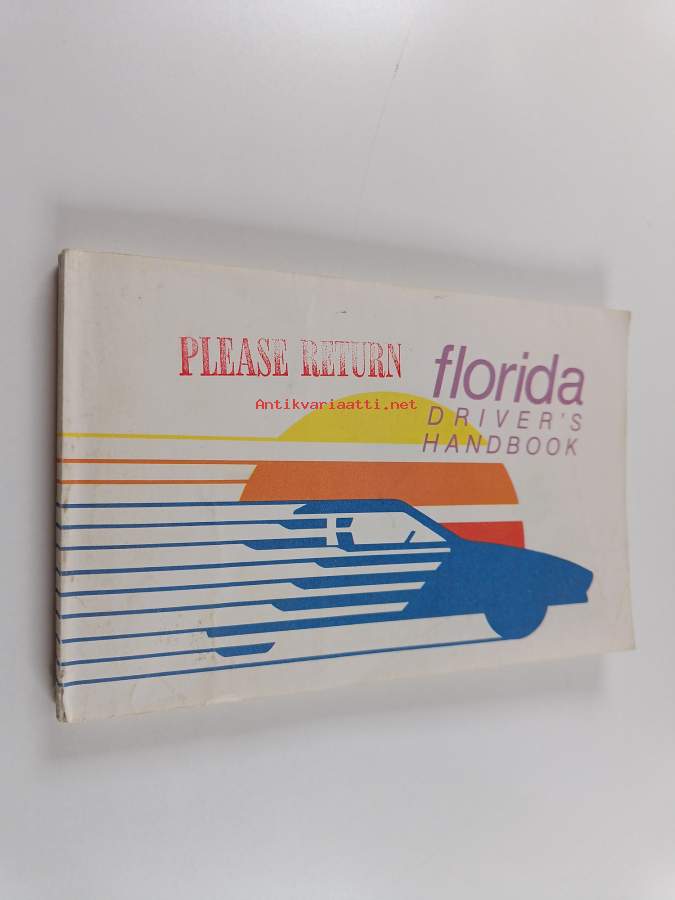 PLEASE RETURN
florida
DRIVER'S
HANDBOOK
Antikvariaatti.net